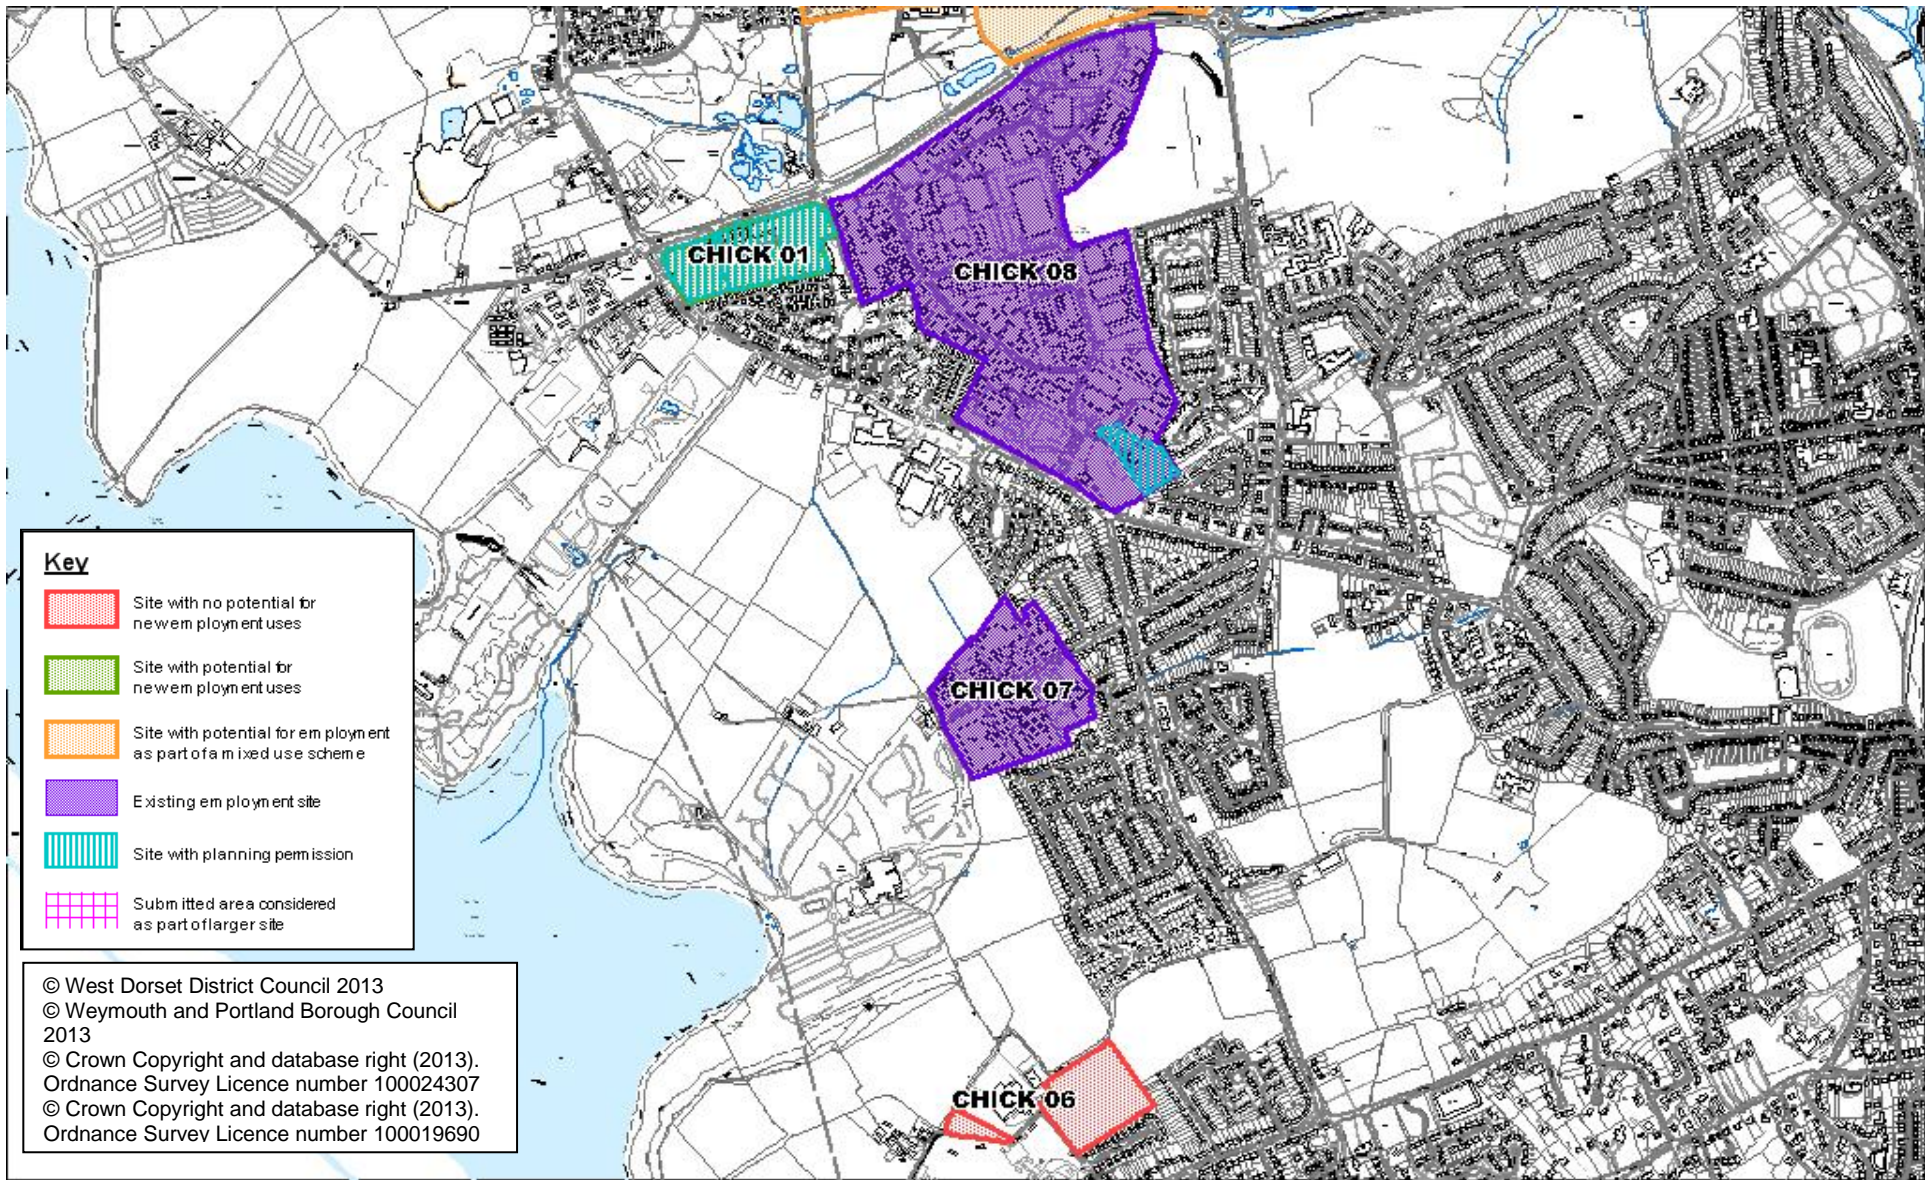 CHICK 01
CHICK 08
CHICK 07
CHICK 06
Key
Site with no potential for
new employment uses
Site with potential for
new employment uses
Site with potential for employment
as part of a mixed use scheme
Existing employment site
Site with planning permission
Submitted area considered
as part of larger site
© West Dorset District Council 2013
© Weymouth and Portland Borough Council
2013
© Crown Copyright and database right (2013).
Ordnance Survey Licence number 100024307
© Crown Copyright and database right (2013).
Ordnance Survey Licence number 100019690